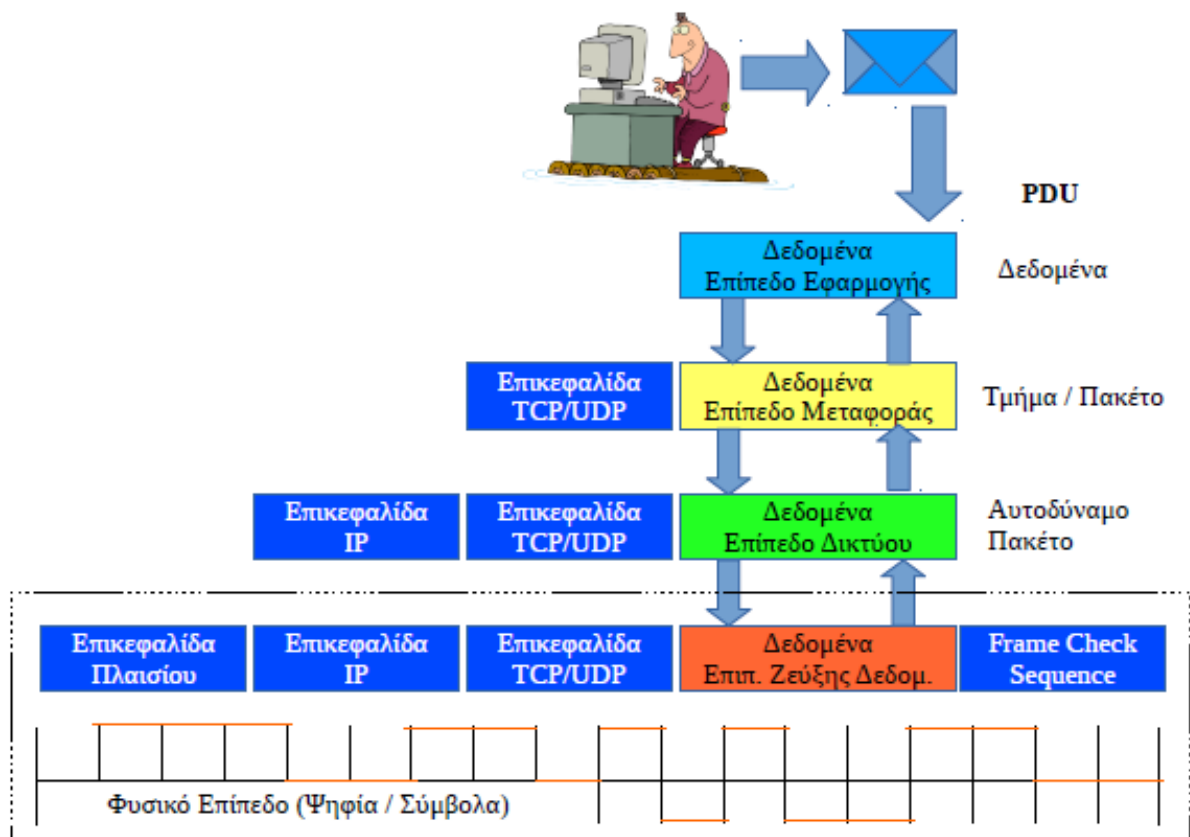 PDU
Δεδομένα
Επίπεδο Εφαρμογής
Δεδομένα
Επικεφαλίδα
TCP/UDP
Δεδομένα
Επίπεδο Μεταφοράς
Τμήμα / Πακέτο
Επικεφαλίδα
IP
Επικεφαλίδα
TCP/UDP
Δεδομένα
Επίπεδο Δικτύου
Αυτοδύναμο
Πακέτο
Επικεφαλίδα
Πλαισίου
Επικεφαλίδα
IP
Επικεφαλίδα
TCP/UDP
Δεδομένα
Επιπ. Ζεύξης Δεδομ.
Frame Check
Sequence
Φυσικό Επίπεδο (Ψηφία / Σύμβολα)